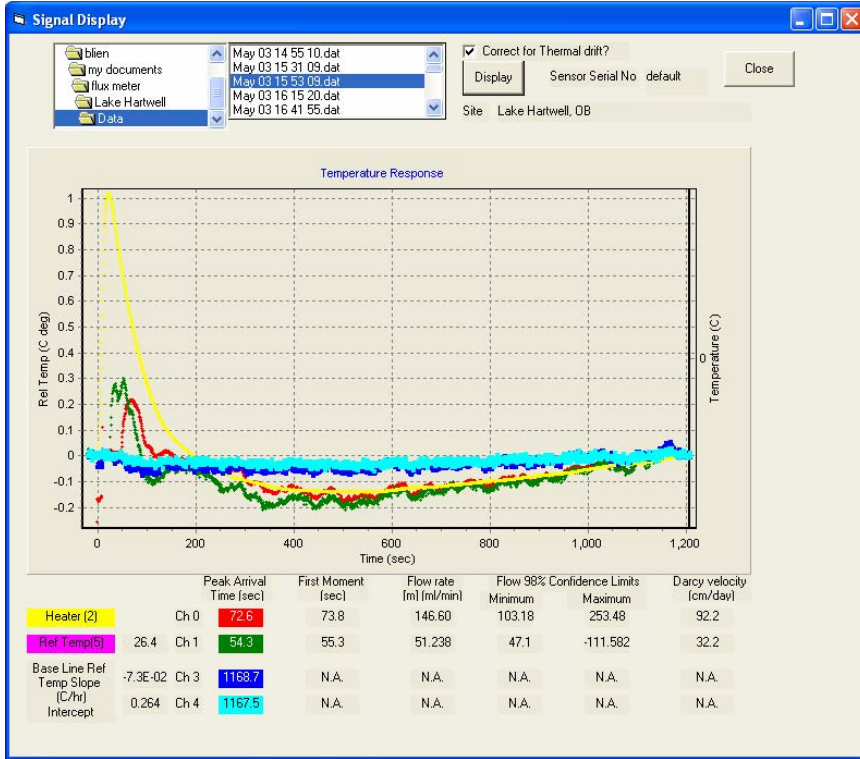 Signal Display
blien
my documents
flux meter
Lake Hartwell
Data
May 03 14 55 10.dat
May 03 15 31 09.dat
May 03 15 53 09.dat
May 03 16 15 20.dat
May 03 16 41 55.dat
Correct for Thermal drift?
Display
Sensor Serial No default
Close
Site Lake Hartwell, OB
Temperature Response
1
0.9
0.8
0.7
0.6
0.5
0.4
0.3
0.2
0.1
0
-0.1
-0.2
Rel Temp (C deg)
0
Temperature (C)
0 200 400 600 800 1,000 1,200
Time (sec)
Peak Arrival Time (sec) First Moment (sec) Flow rate [m] (ml/min) Flow 98% Confidence Limits Minimum Maximum Darcy velocity (cm/day)
Heater (2) Ch 0 72.6 73.8 146.60 103.18 253.48 92.2
Ref Temp(5) 26.4 Ch 1 54.3 55.3 51.238 47.1 -111.582 32.2
Base Line Ref
Temp Slope -7.3E-02 Ch 3 1168.7 N.A. N.A. N.A. N.A. N.A.
(C/hr)
Intercept 0.264 Ch 4 1167.5 N.A. N.A. N.A. N.A. N.A.